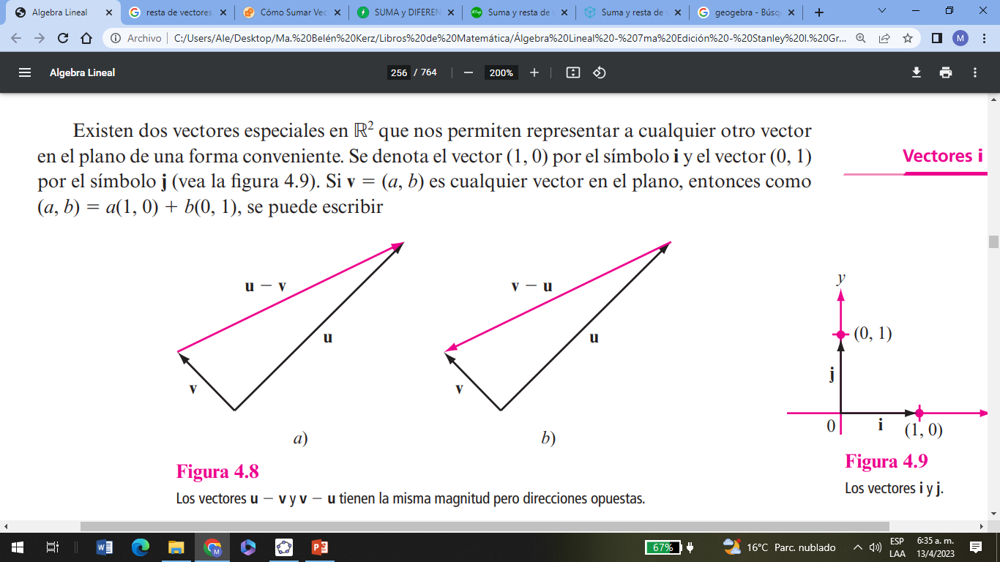 Algebra Lineal
resta de vectores
Cómo Sumar Vec
SUMA y DIFEREN
Suma y resta de
Suma y resta de
geogebra - Búsq
Archivo
C:/Users/Ale/Desktop/Ma.%20Belén%20Kerz/Libros%20de%20Matemática/Álgebra%20Lineal%20-%207ma%20Edición%20-%20Stanley%20I.%20Gr...
M
Algebra Lineal
256 / 764
200%
Existen dos vectores especiales en ℝ² que nos permiten representar a cualquier otro vector
en el plano de una forma conveniente. Se denota el vector (1, 0) por el símbolo i y el vector (0, 1)
por el símbolo j (vea la figura 4.9). Si v = (a, b) es cualquier vector en el plano, entonces como
(a, b) = a(1, 0) + b(0, 1), se puede escribir
Vectores i
u − v
u
v
a)
v − u
u
v
b)
y
(0, 1)
j
0
i
(1, 0)
Figura 4.8
Los vectores u − v y v − u tienen la misma magnitud pero direcciones opuestas.
Figura 4.9
Los vectores i y j.
67%
16°C Parc. nublado
ESP
LAA
6:35 a. m.
13/4/2023